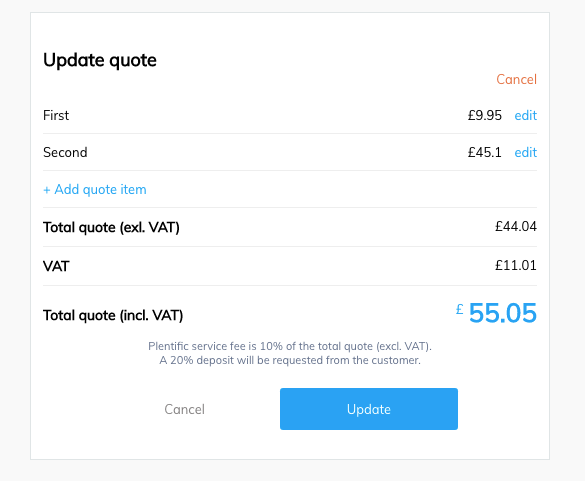 Update quote
Cancel
First £9.95 edit
Second £45.1 edit
+ Add quote item
Total quote (exl. VAT) £44.04
VAT £11.01
Total quote (incl. VAT) £ 55.05
Plentific service fee is 10% of the total quote (excl. VAT).
A 20% deposit will be requested from the customer.
Cancel Update